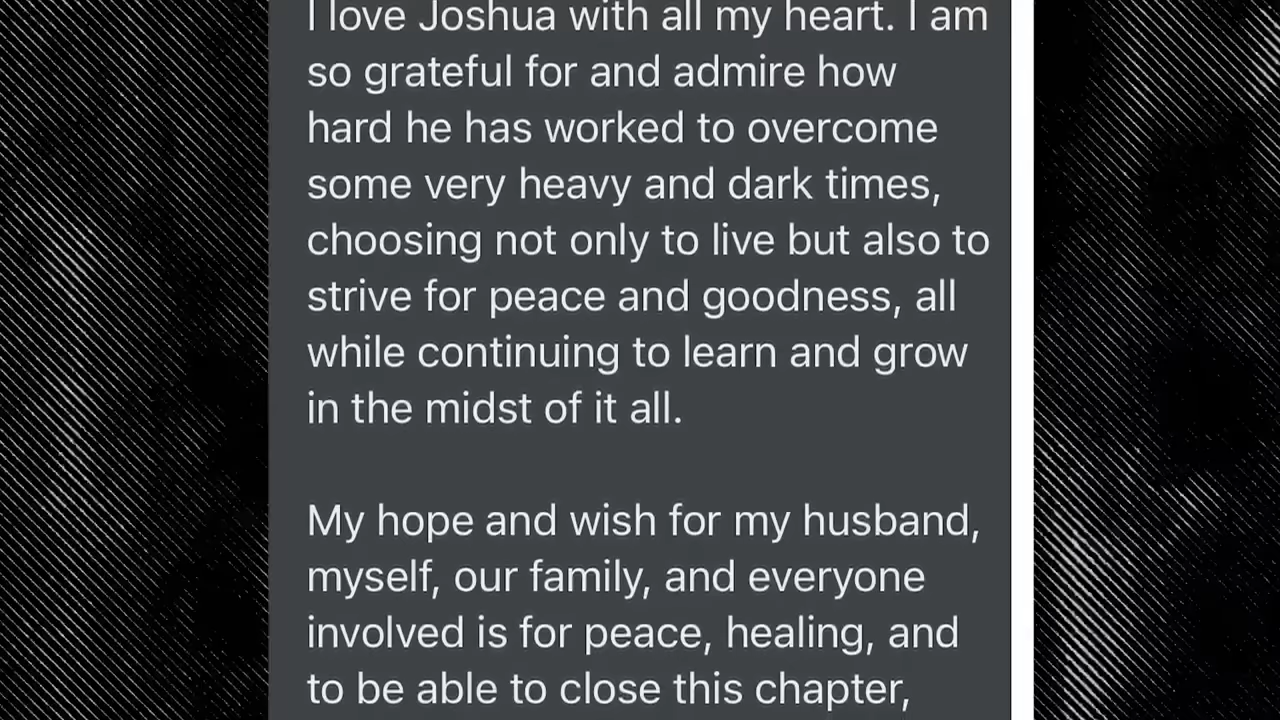 I love Joshua with all my heart. I am
so grateful for and admire how
hard he has worked to overcome
some very heavy and dark times,
choosing not only to live but also to
strive for peace and goodness, all
while continuing to learn and grow
in the midst of it all.
My hope and wish for my husband,
myself, our family, and everyone
involved is for peace, healing, and
to be able to close this chapter,